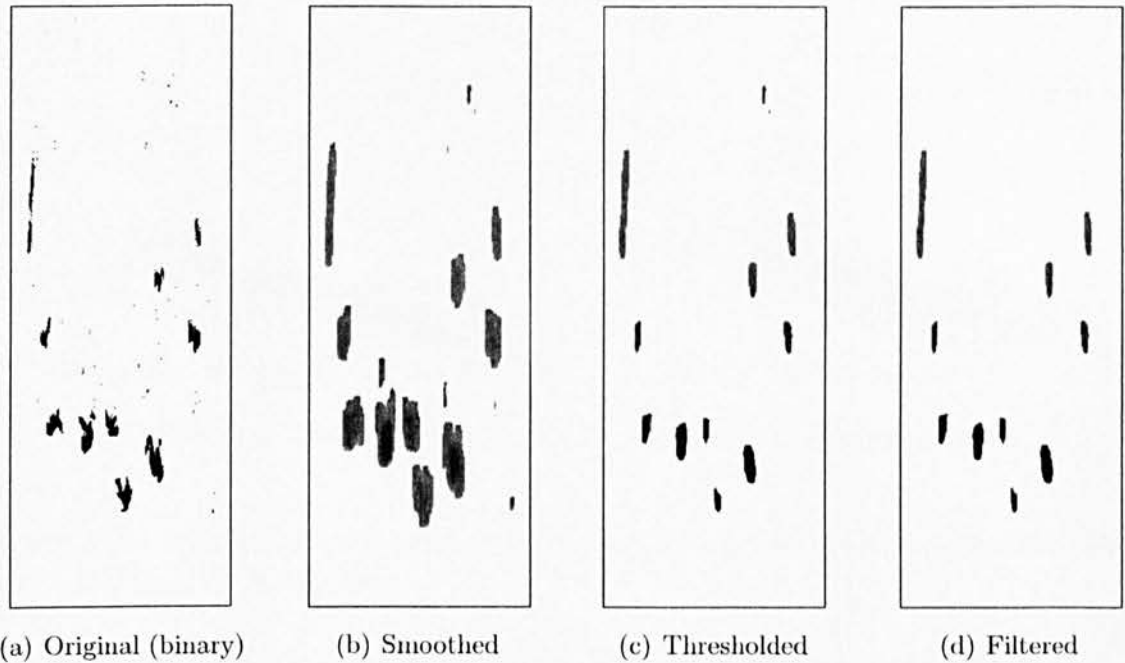 (a) Original (binary)
(b) Smoothed
(c) Thresholded
(d) Filtered